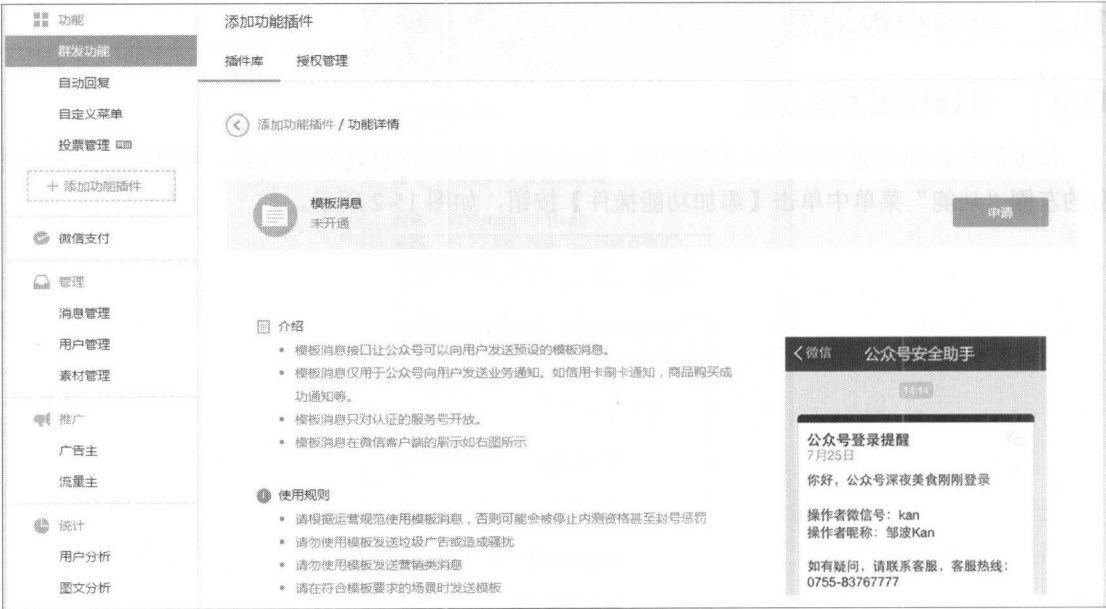 功能
群发功能
自动回复
自定义菜单
投票管理
+ 添加功能插件
微信支付
管理
消息管理
用户管理
素材管理
推广
广告主
流量主
统计
用户分析
图文分析
添加功能插件
插件库 授权管理
添加功能插件 / 功能详情
模板消息
未开通
申请
介绍
• 模板消息接口让公众号可以向用户发送预设的模板消息。
• 模板消息仅用于公众号向用户发送业务通知。如信用卡刷卡通知,商品购买成
功通知等。
• 模板消息只对认证的服务号开放。
• 模板消息在微信客户端的展示如右图所示
使用规则
• 请根据运营规范使用模板消息,否则可能会被停止内测资格甚至封号惩罚
• 请勿使用模板发送垃圾广告或造成骚扰
• 请勿使用模板发送营销类消息
• 请在符合模板要求的场景时发送模板
微信 公众号安全助手
14:14
公众号登录提醒
7月25日
你好,公众号深夜美食刚刚登录
操作者微信号:kan
操作者昵称:邹波Kan
如有疑问,请联系客服,客服热线:
0755-83767777